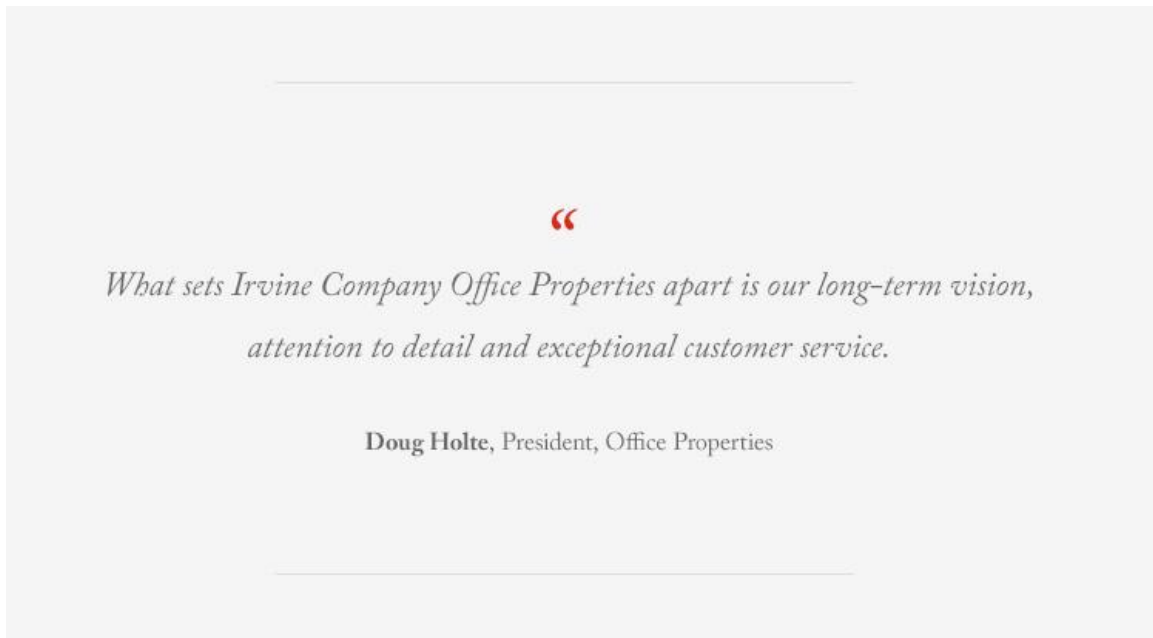 “
What sets Irvine Company Office Properties apart is our long-term vision,
attention to detail and exceptional customer service.
Doug Holte, President, Office Properties